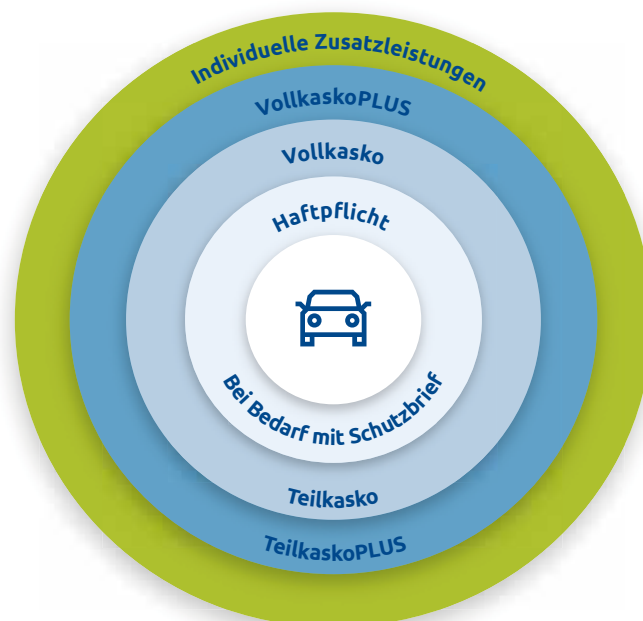 Individuelle Zusatzleistungen
VollkaskoPLUS
Vollkasko
Haftpflicht
Bei Bedarf mit Schutzbrief
Teilkasko
TeilkaskoPLUS